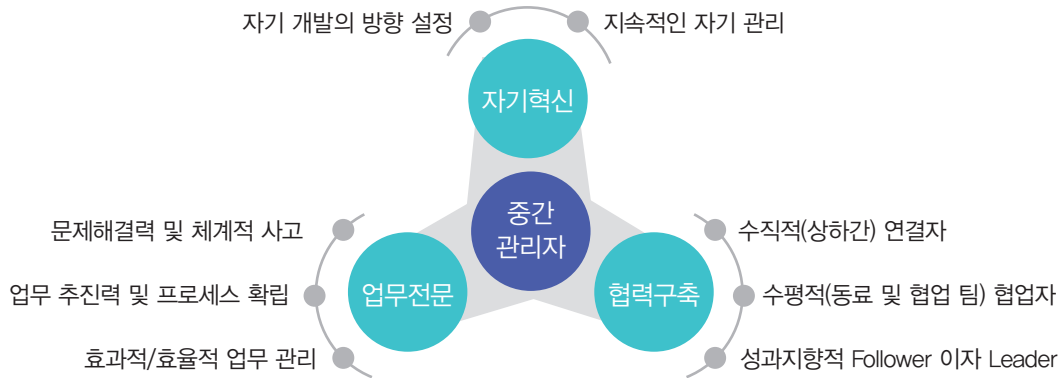 자기 개발의 방향 설정
지속적인 자기 관리
자기혁신
중간
관리자
문제해결력 및 체계적 사고
업무 추진력 및 프로세스 확립
효과적/효율적 업무 관리
업무전문
협력구축
수직적(상하간) 연결자
수평적(동료 및 협업 팀) 협업자
성과지향적 Follower 이자 Leader